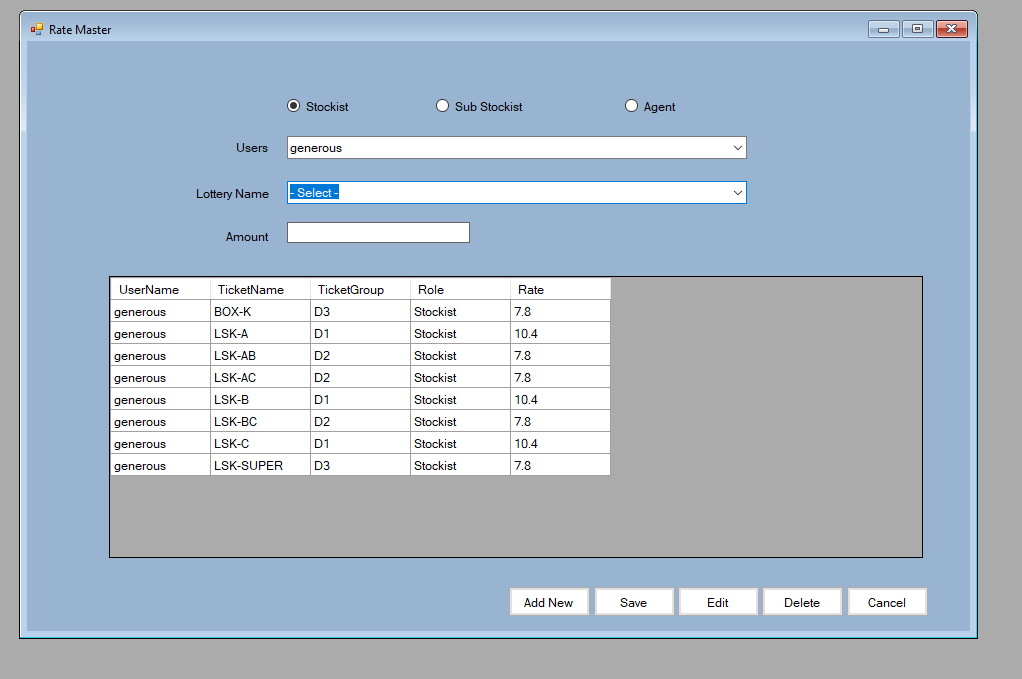 Rate Master
Stockist Sub Stockist Agent
Users generous
Lottery Name - Select -
Amount
UserName TicketName TicketGroup Role Rate
generous BOX-K D3 Stockist 7.8
generous LSK-A D1 Stockist 10.4
generous LSK-AB D2 Stockist 7.8
generous LSK-AC D2 Stockist 7.8
generous LSK-B D1 Stockist 10.4
generous LSK-BC D2 Stockist 7.8
generous LSK-C D1 Stockist 10.4
generous LSK-SUPER D3 Stockist 7.8
Add New Save Edit Delete Cancel